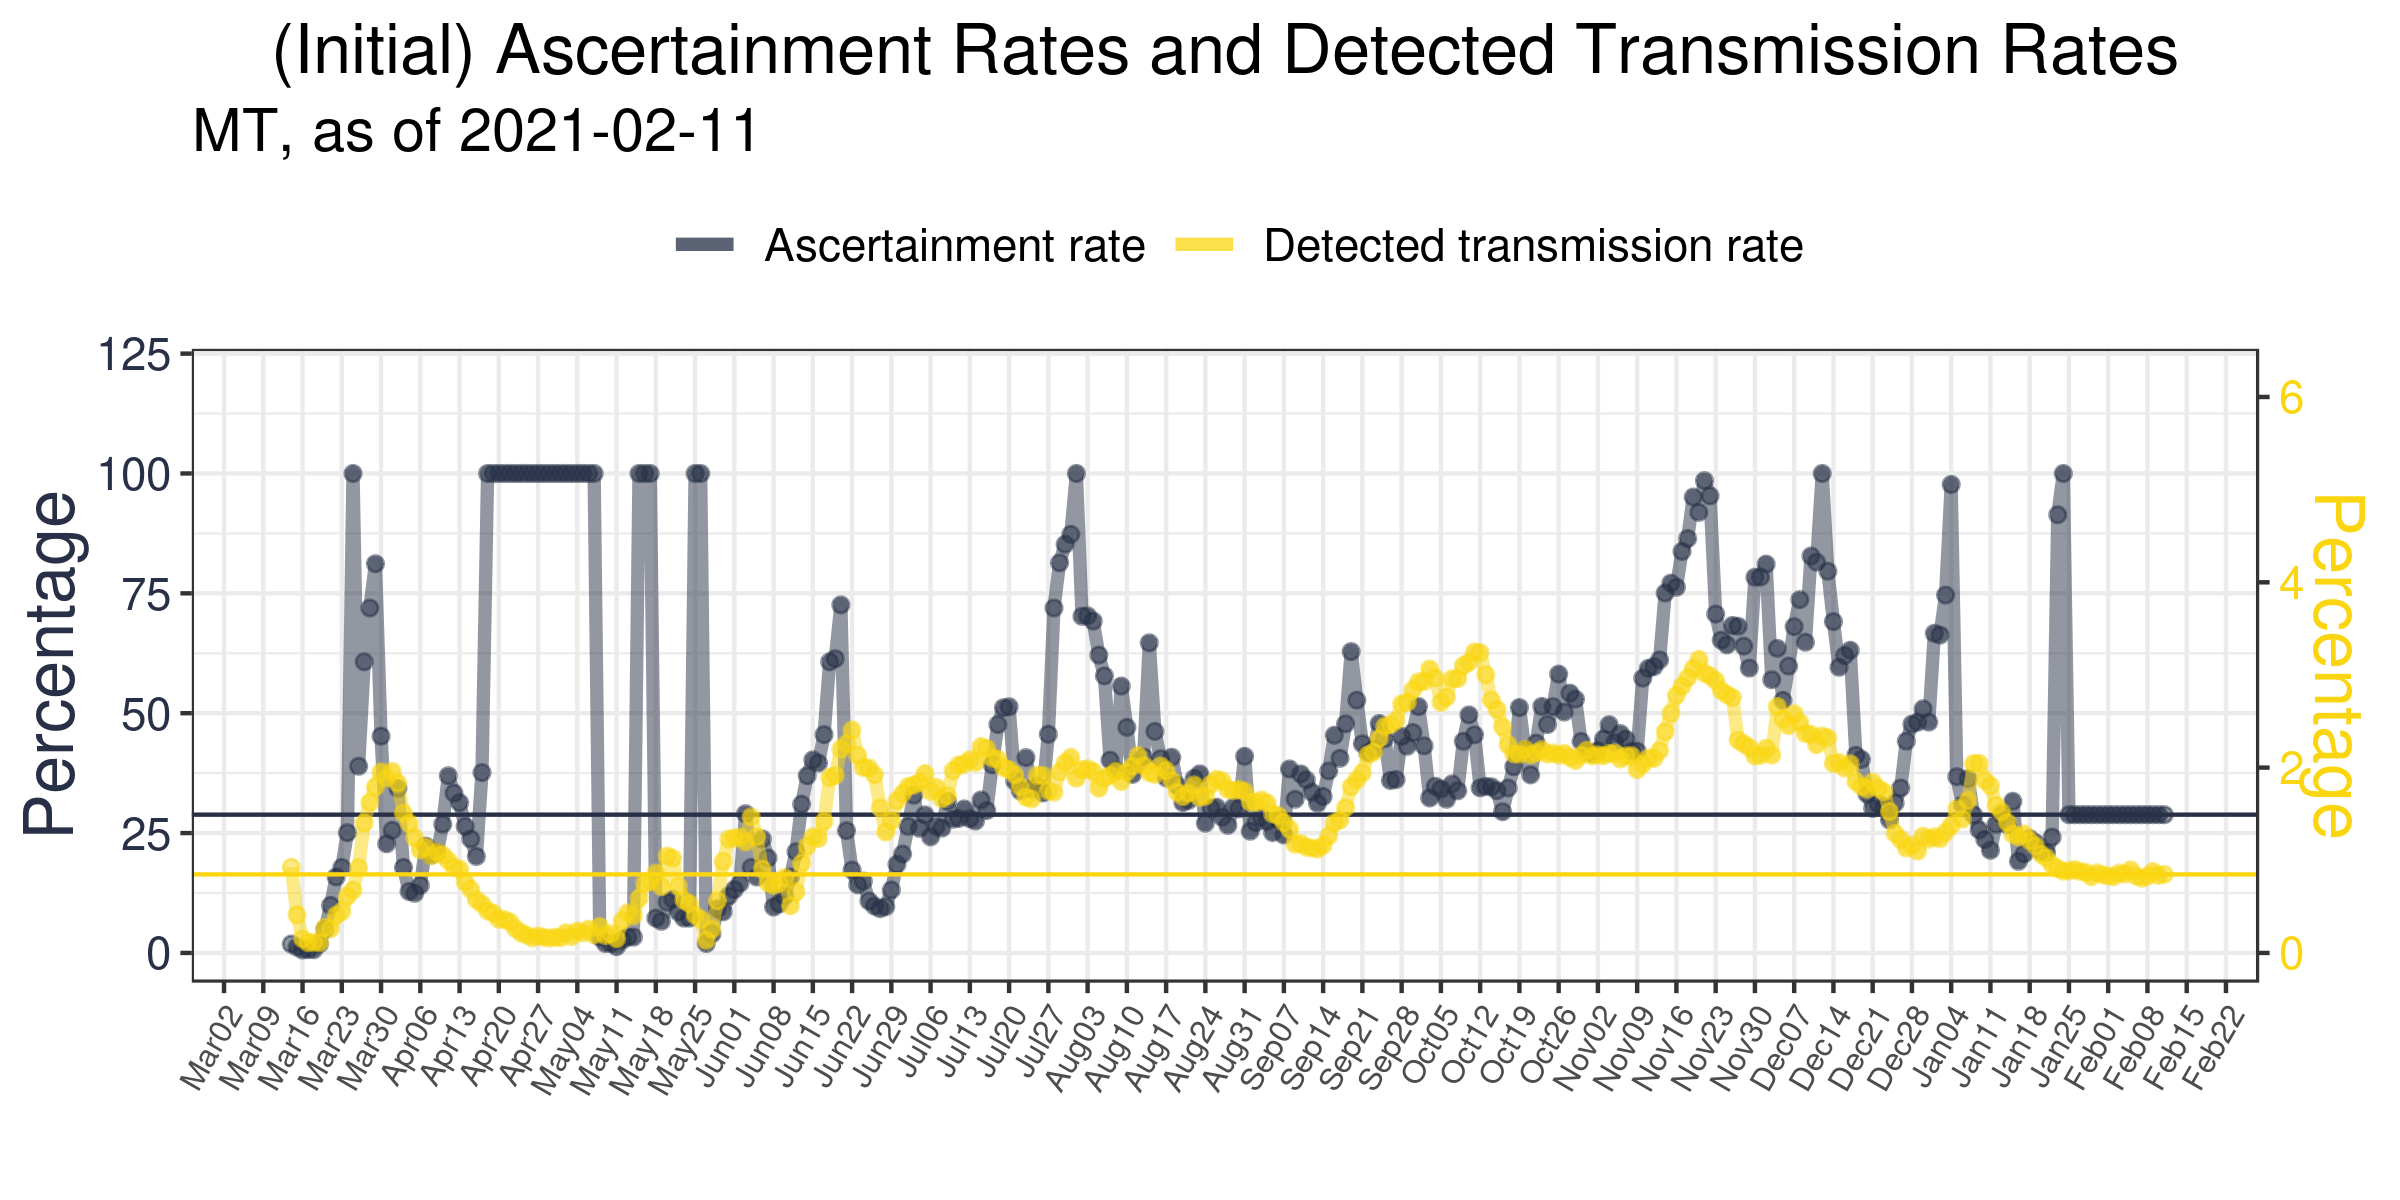 (Initial) Ascertainment Rates and Detected Transmission Rates
MT, as of 2021-02-11
Ascertainment rate
Detected transmission rate
125
100
75
50
25
0
Percentage
6
4
2
0
Percentage
Mar02
Mar09
Mar16
Mar23
Mar30
Apr06
Apr13
Apr20
Apr27
May04
May11
May18
May25
Jun01
Jun08
Jun15
Jun22
Jun29
Jul06
Jul13
Jul20
Jul27
Aug03
Aug10
Aug17
Aug24
Aug31
Sep07
Sep14
Sep21
Sep28
Oct05
Oct12
Oct19
Oct26
Nov02
Nov09
Nov16
Nov23
Nov30
Dec07
Dec14
Dec21
Dec28
Jan04
Jan11
Jan18
Jan25
Feb01
Feb08
Feb15
Feb22